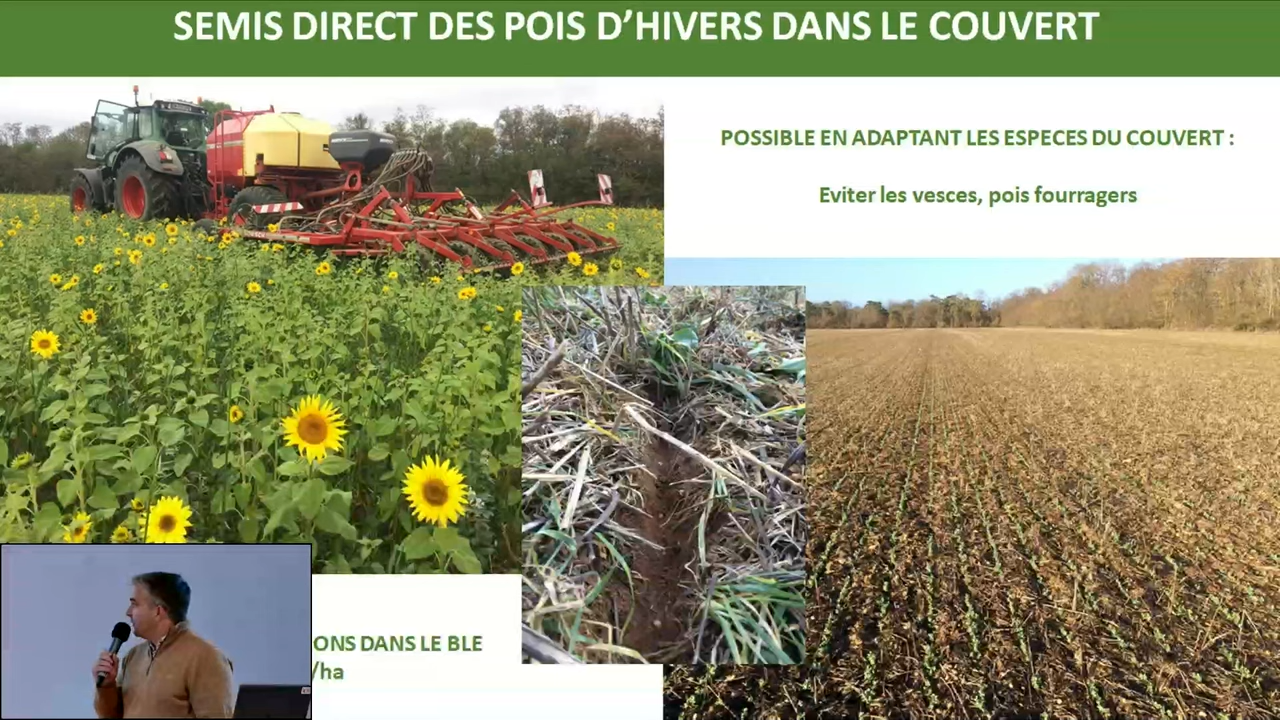 SEMIS DIRECT DES POIS D’HIVERS DANS LE COUVERT
POSSIBLE EN ADAPTANT LES ESPECES DU COUVERT :
Eviter les vesces, pois fourragers
ONS DANS LE BLE
/ha